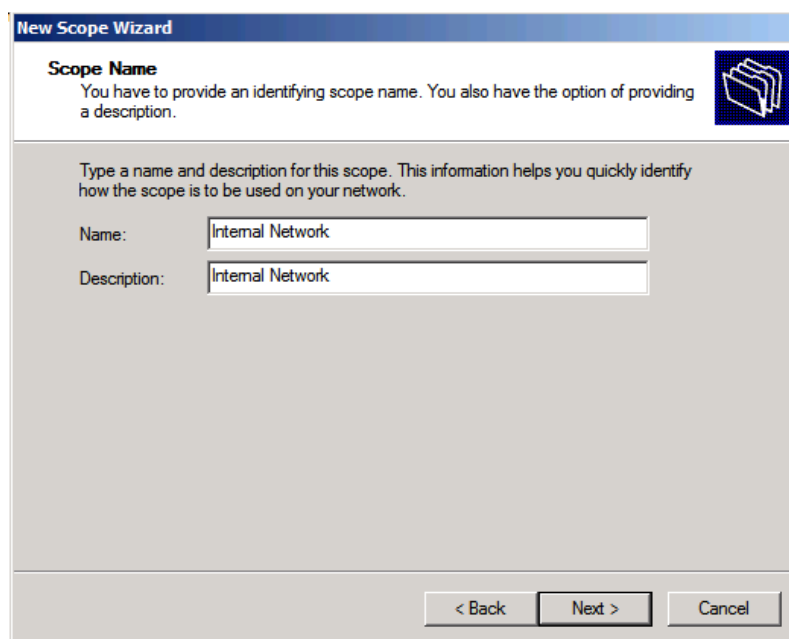 New Scope Wizard
Scope Name
You have to provide an identifying scope name. You also have the option of providing
a description.
Type a name and description for this scope. This information helps you quickly identify
how the scope is to be used on your network.
Name: Internal Network
Description: Internal Network
< Back Next > Cancel